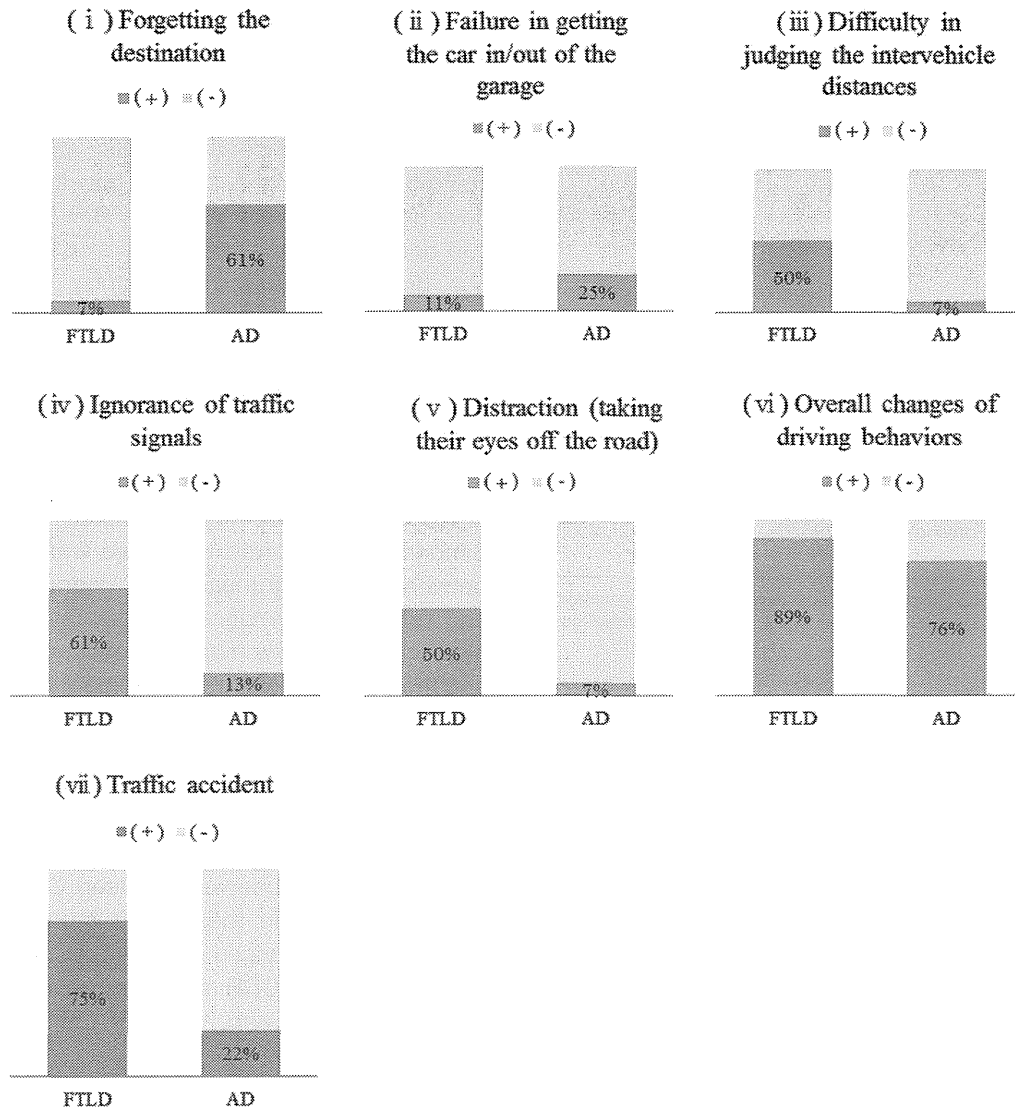 (i) Forgetting the
destination
(+) (-)
7%
61%
FTLD AD
(ii) Failure in getting
the car in/out of the
garage
(+) (-)
11%
25%
FTLD AD
(iii) Difficulty in
judging the intervehicle
distances
(+) (-)
50%
7%
FTLD AD
(iv) Ignorance of traffic
signals
(+) (-)
61%
13%
FTLD AD
(v) Distraction (taking
their eyes off the road)
(+) (-)
50%
7%
FTLD AD
(vi) Overall changes of
driving behaviors
(+) (-)
89%
76%
FTLD AD
(vii) Traffic accident
(+) (-)
75%
22%
FTLD AD